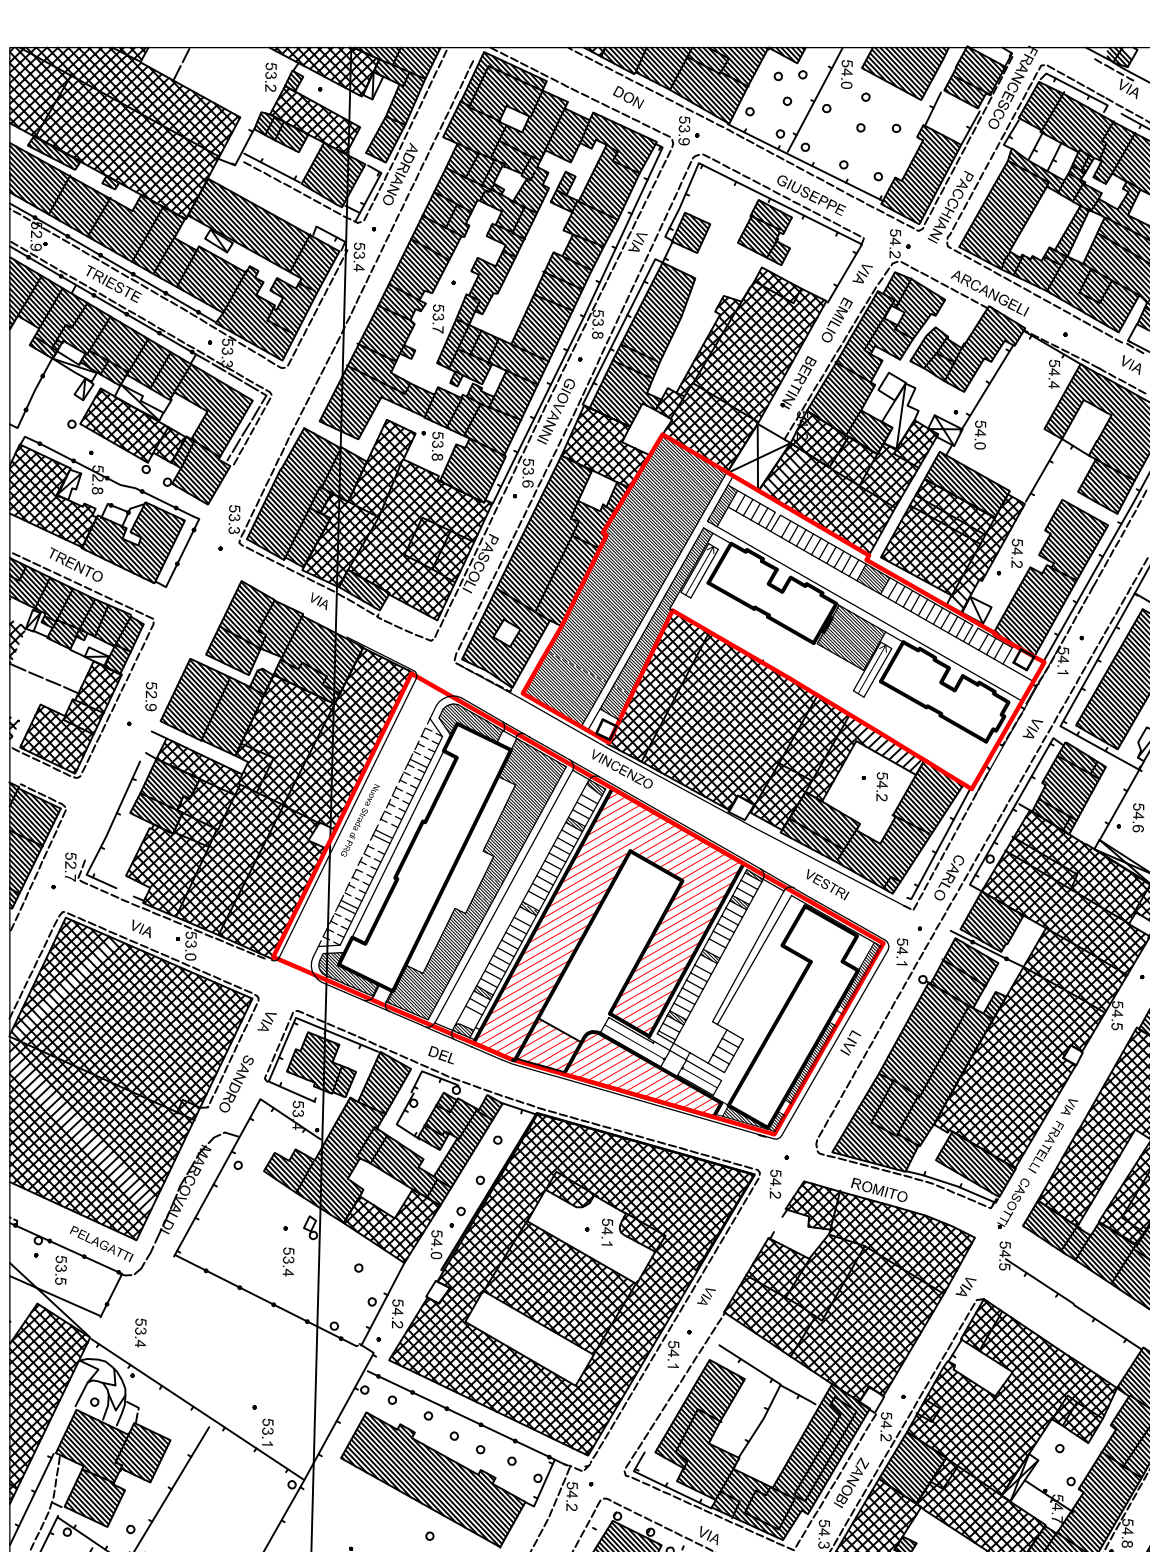 53.2
DON
54.0
FRANCESCO
VIA
53.9
ADRIANO
GIUSEPPE
PACCHIANI
52.9
53.4
VIA
54.2
TRIESTE
VIA EMILIO BERTINI
ARCANGELI
53.7
53.8
53.3
VIA
54.4
GIOVANNI
53.8
54.0
52.8
53.6
53.3
54.2
TRENTO
PASCOLI
VIA
54.1
52.9
VIA
VINCENZO
54.2
Nuova Strada di PRG
54.6
52.7
VESTRI
CARLO
VIA
53.0
54.1
VIA
54.5
DEL
LIVI
SANDRO
53.4
VIA FRATELLI CASOTTI
MARCOVALDI
54.2
ROMITO
PELAGATTI
54.1
54.0
53.5
53.4
54.5
VIA
VIA
53.4
54.2
54.1
53.1
54.2
54.2
ZANOBI
54.7
VIA
54.3
54.8